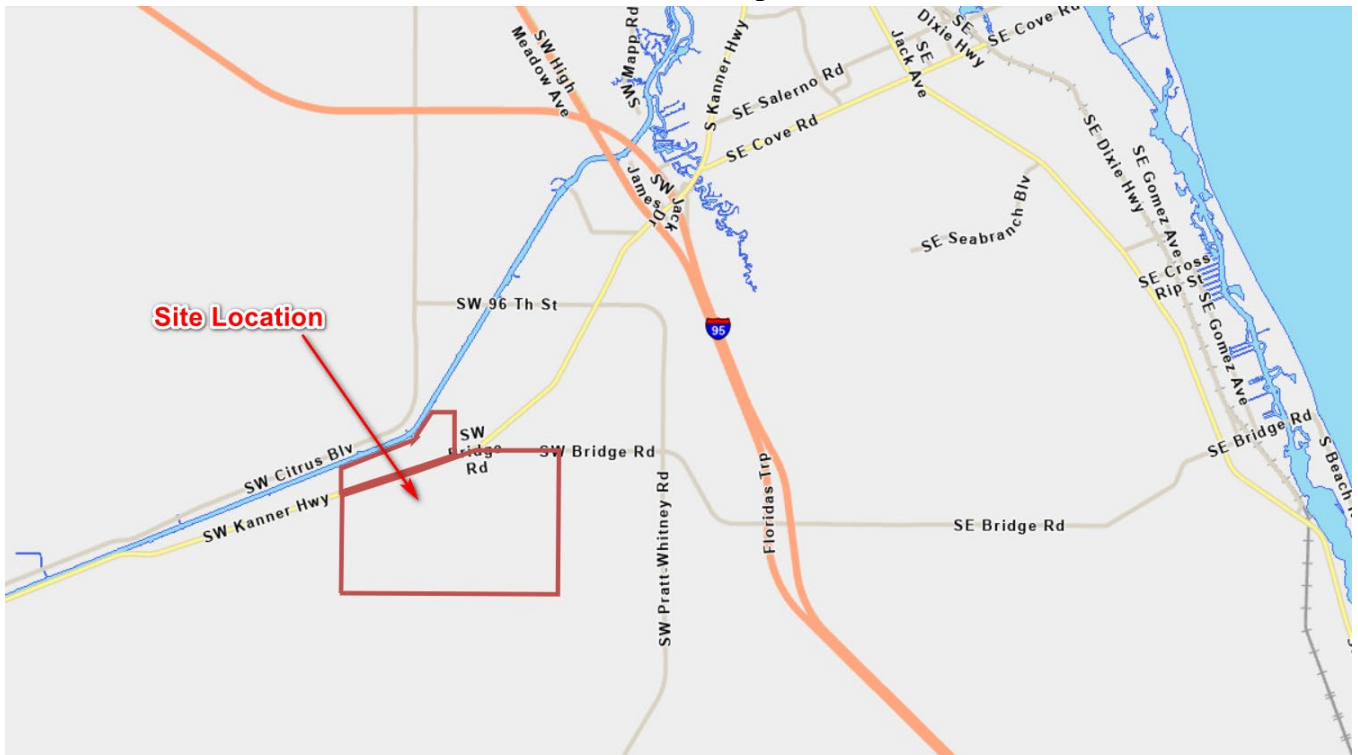 SW High
Meadow Ave
SW Mapp Rd
S Kanner Hwy
Jack Ave
SE
Dixie Hwy
SE
SE Cove Rd
SE Salerno Rd
SE Cove Rd
SE Dixie Hwy
SE Gomez Ave
SW Jack
James Dr
SE Seabranch Blv
SE Cross
Rip St
SE Gomez Ave
SW 96 Th St
Site Location
95
SW
Bridge
Rd
SW Bridge Rd
SE Bridge Rd
S Beach R
SW Citrus Blv
SW Kanner Hwy
SW Pratt-Whitney Rd
Floridas Trp
SE Bridge Rd